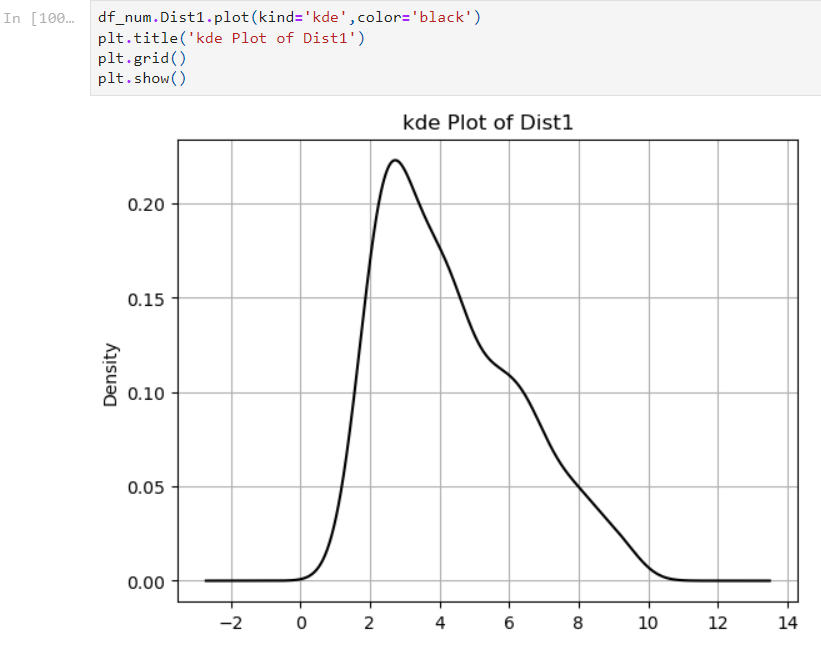 In [100…
df_num.Dist1.plot(kind='kde',color='black')
plt.title('kde Plot of Dist1')
plt.grid()
plt.show()
kde Plot of Dist1
0.20
0.15
0.10
0.05
0.00
Density
−2 0 2 4 6 8 10 12 14